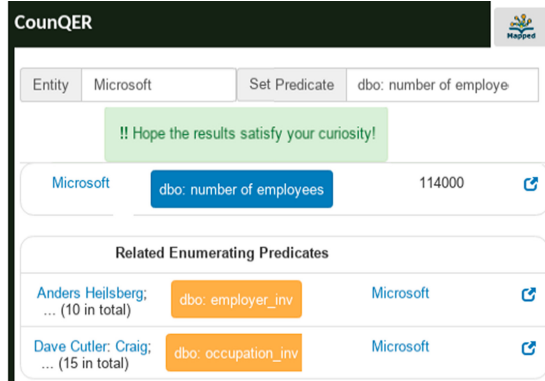 CounQER
Mapped
Entity Microsoft Set Predicate dbo: number of employe
!! Hope the results satisfy your curiosity!
Microsoft dbo: number of employees 114000
Related Enumerating Predicates
Anders Hejlsberg; dbo: employer_inv Microsoft
... (10 in total)
Dave Cutler: Craig; dbo: occupation_inv Microsoft
... (15 in total)